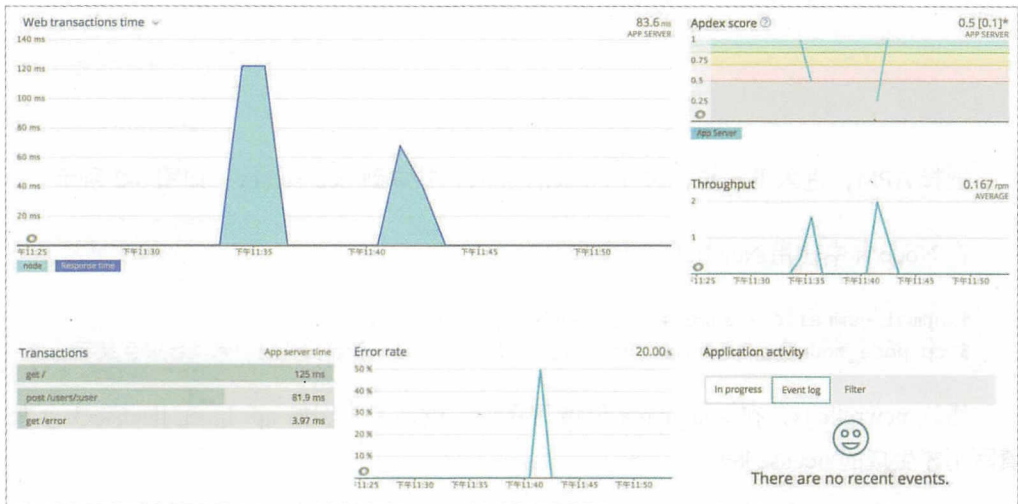 Web transactions time
83.6 ms
APP SERVER
140 ms
120 ms
100 ms
80 ms
60 ms
40 ms
20 ms
午11:25 下午11:30 下午11:35 下午11:40 下午11:45 下午11:50
node Response time
Apdex score ?
0.5 [0.1]*
APP SERVER
1
0.75
0.5
0.25
0
App Server
Throughput
0.167 rpm
AVERAGE
2
1
11:25 下午11:30 下午11:35 下午11:40 下午11:45 下午11:50
Transactions App server time
get / 125 ms
post /users/:user 81.9 ms
get /error 3.97 ms
Error rate
20.00 %
50 %
40 %
30 %
20 %
10 %
11:25 下午11:30 下午11:35 下午11:40 下午11:45 下午11:50
Application activity
In progress Event log Filter
There are no recent events.